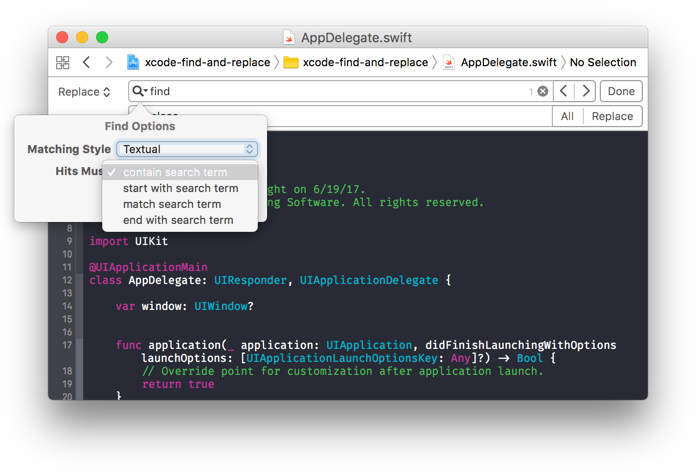 AppDelegate.swift
xcode-find-and-replace xcode-find-and-replace AppDelegate.swift No Selection
Replace find 1 Done
All Replace
Find Options
Matching Style Textual
Hits Mus ✓ contain search term
start with search term
match search term
end with search term
ght on 6/19/17.
ng Software. All rights reserved.
8
9 import UIKit
10
11 @UIApplicationMain
12 class AppDelegate: UIResponder, UIApplicationDelegate {
13
14 var window: UIWindow?
15
16
17 func application(_ application: UIApplication, didFinishLaunchingWithOptions
launchOptions: [UIApplicationLaunchOptionsKey: Any]?) -> Bool {
18 // Override point for customization after application launch.
19 return true
20 }